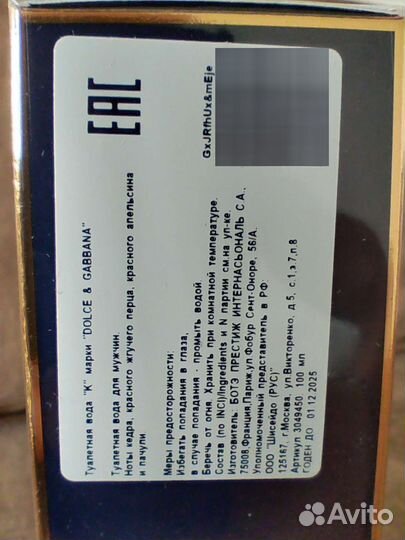 EAC
GxJRfhUx&mEje
Туалетная вода "K" марки "DOLCE & GABBANA"
Туалетная вода для мужчин.
Ноты кедра, красного жгучего перца, красного апельсина
и пачули
Меры предосторожности:
Избегать попадания в глаза,
в случае попадания - промыть водой
Беречь от огня. Хранить при комнатной температуре.
Состав (по INCI)/Ingredients и N партии см.на уп-ке.
Изготовитель: БОТЭ ПРЕСТИЖ ИНТЕРНАСЬОНАЛЬ С.А.,
75008,Франция,Париж,ул.Фобур Сент-Оноре, 56/А.
Уполномоченный представитель в РФ:
ООО "Шисейдо (РУС)"
125167, г.Москва, ул.Викторенко, д.5, с.1,э.7,п.8
Артикул 3049450 100 мл
ГОДЕН ДО 01.12.2025
Avito